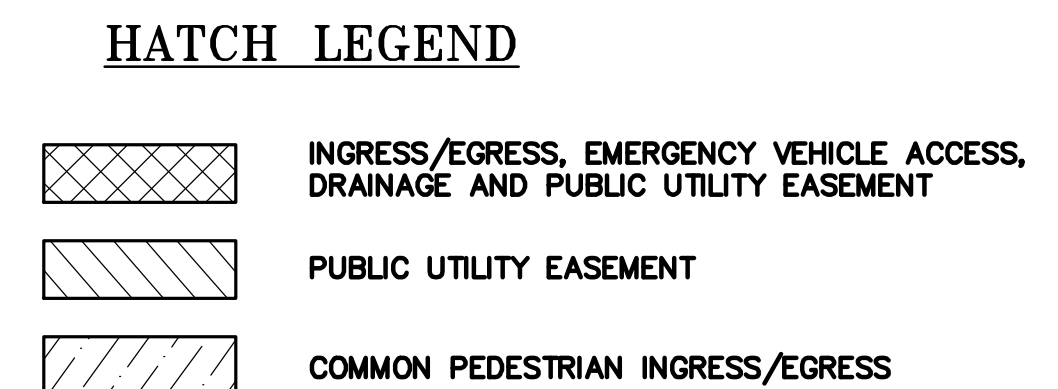 HATCH LEGEND
INGRESS/EGRESS, EMERGENCY VEHICLE ACCESS,
DRAINAGE AND PUBLIC UTILITY EASEMENT
PUBLIC UTILITY EASEMENT
COMMON PEDESTRIAN INGRESS/EGRESS